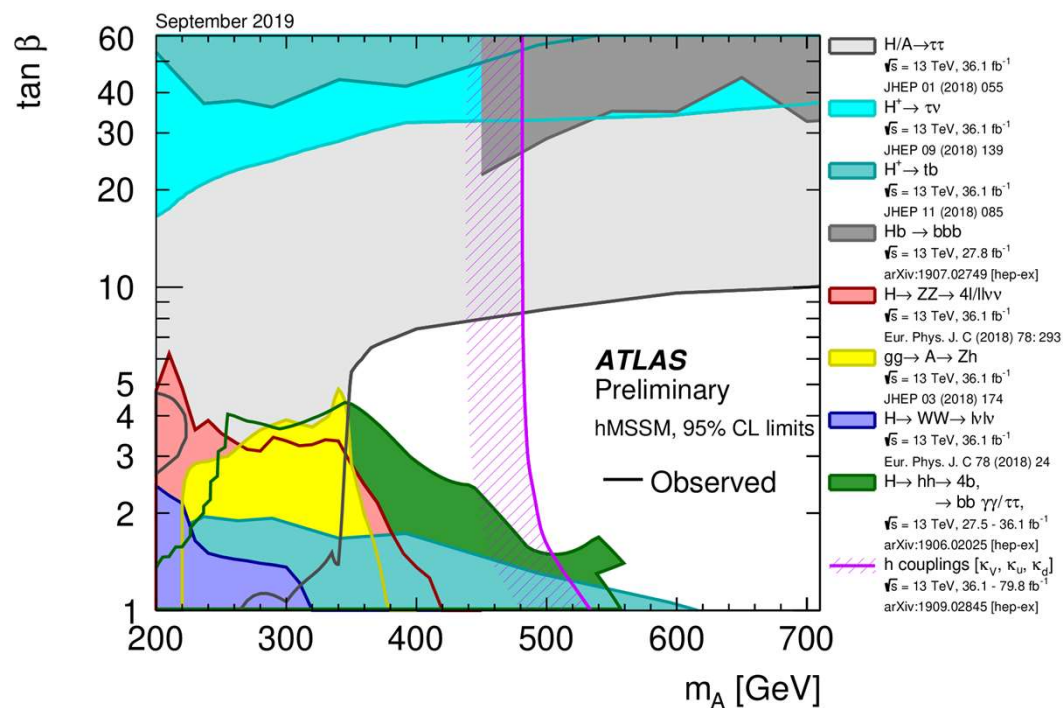 September 2019
tan β
60
40
30
20
10
5
4
3
2
1
200
300
400
500
600
700
m_A [GeV]
ATLAS
Preliminary
hMSSM, 95% CL limits
Observed
H/A→ττ
√s = 13 TeV, 36.1 fb⁻¹
JHEP 01 (2018) 055
H⁺→ τν
√s = 13 TeV, 36.1 fb⁻¹
JHEP 09 (2018) 139
H⁺→ tb
√s = 13 TeV, 36.1 fb⁻¹
JHEP 11 (2018) 085
Hb → bbb
√s = 13 TeV, 27.8 fb⁻¹
arXiv:1907.02749 [hep-ex]
H→ ZZ→ 4l/llνν
√s = 13 TeV, 36.1 fb⁻¹
Eur. Phys. J. C (2018) 78: 293
gg→ A→ Zh
√s = 13 TeV, 36.1 fb⁻¹
JHEP 03 (2018) 174
H→ WW→ lνlν
√s = 13 TeV, 36.1 fb⁻¹
Eur. Phys. J. C 78 (2018) 24
H→ hh→ 4b,
→ bb γγ/ττ,
√s = 13 TeV, 27.5 - 36.1 fb⁻¹
arXiv:1906.02025 [hep-ex]
h couplings [κ_V, κ_u, κ_d]
√s = 13 TeV, 36.1 - 79.8 fb⁻¹
arXiv:1909.02845 [hep-ex]